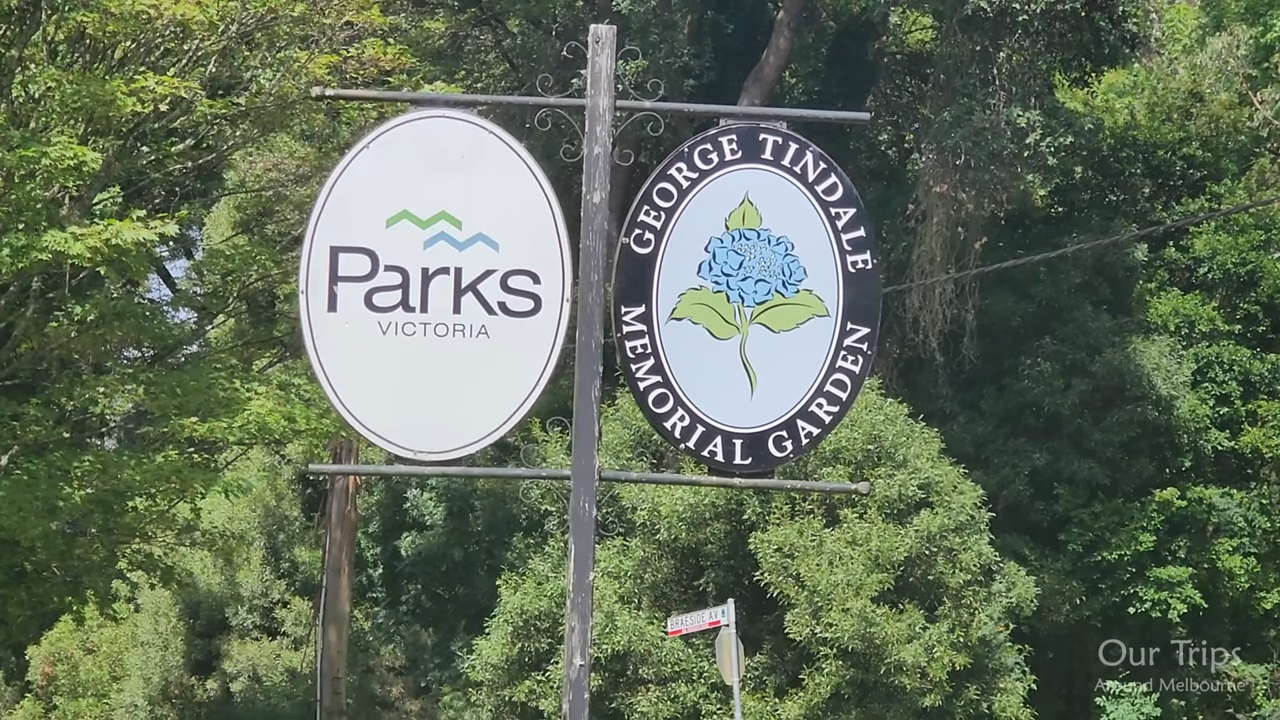 Parks
VICTORIA
GEORGE TINDALE
MEMORIAL GARDEN
BRAESIDE AV
Our Trips
Around Melbourne